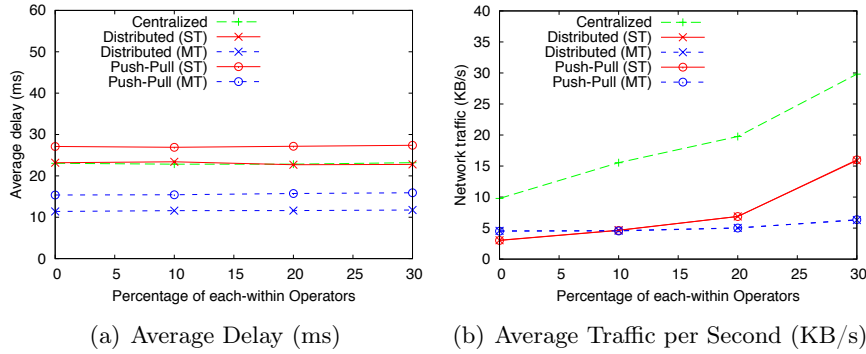 60
50
40
30
20
10
0
Average delay (ms)
Centralized
Distributed (ST)
Distributed (MT)
Push-Pull (ST)
Push-Pull (MT)
0 5 10 15 20 25 30
Percentage of each-within Operators
(a) Average Delay (ms)
40
35
30
25
20
15
10
5
0
Network traffic (KB/s)
Centralized
Distributed (ST)
Distributed (MT)
Push-Pull (ST)
Push-Pull (MT)
0 5 10 15 20 25 30
Percentage of each-within Operators
(b) Average Traffic per Second (KB/s)